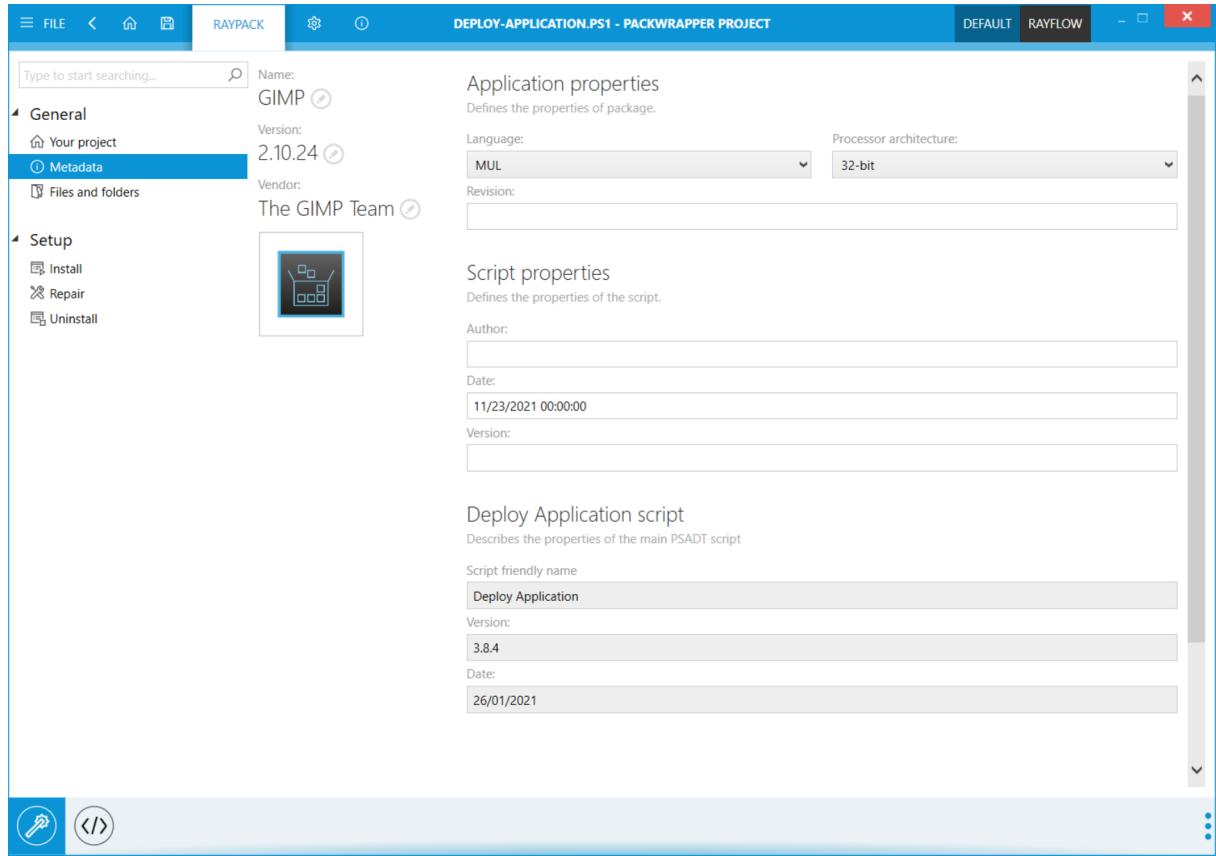 FILE
RAYPACK
DEPLOY-APPLICATION.PS1 - PACKWRAPPER PROJECT
DEFAULT
RAYFLOW
Type to start searching...
General
Your project
Metadata
Files and folders
Setup
Install
Repair
Uninstall
Name:
GIMP
Version:
2.10.24
Vendor:
The GIMP Team
Application properties
Defines the properties of package.
Language:
Processor architecture:
MUL
32-bit
Revision:
Script properties
Defines the properties of the script.
Author:
Date:
11/23/2021 00:00:00
Version:
Deploy Application script
Describes the properties of the main PSADT script
Script friendly name
Deploy Application
Version:
3.8.4
Date:
26/01/2021